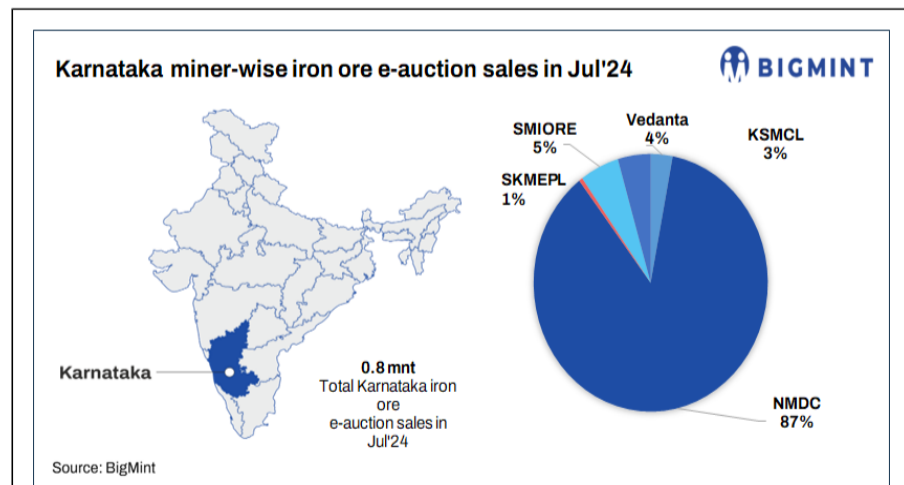 Karnataka miner-wise iron ore e-auction sales in Jul'24
BIGMINT
SMIORE
5%
Vedanta
4%
KSMCL
3%
SKMEPL
1%
Karnataka
0.8 mnt
Total Karnataka iron
ore
e-auction sales in
Jul'24
NMDC
87%
Source: BigMint